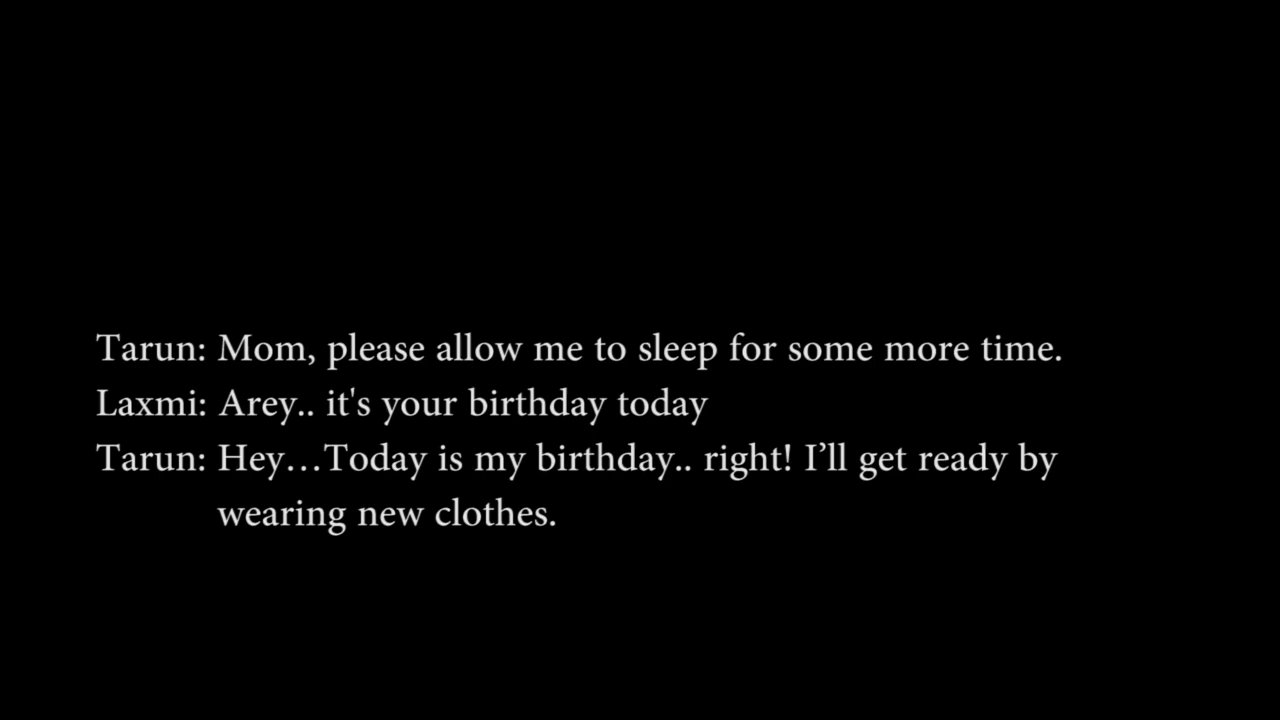 Tarun: Mom, please allow me to sleep for some more time.
Laxmi: Arey.. it's your birthday today
Tarun: Hey…Today is my birthday.. right! I’ll get ready by
wearing new clothes.